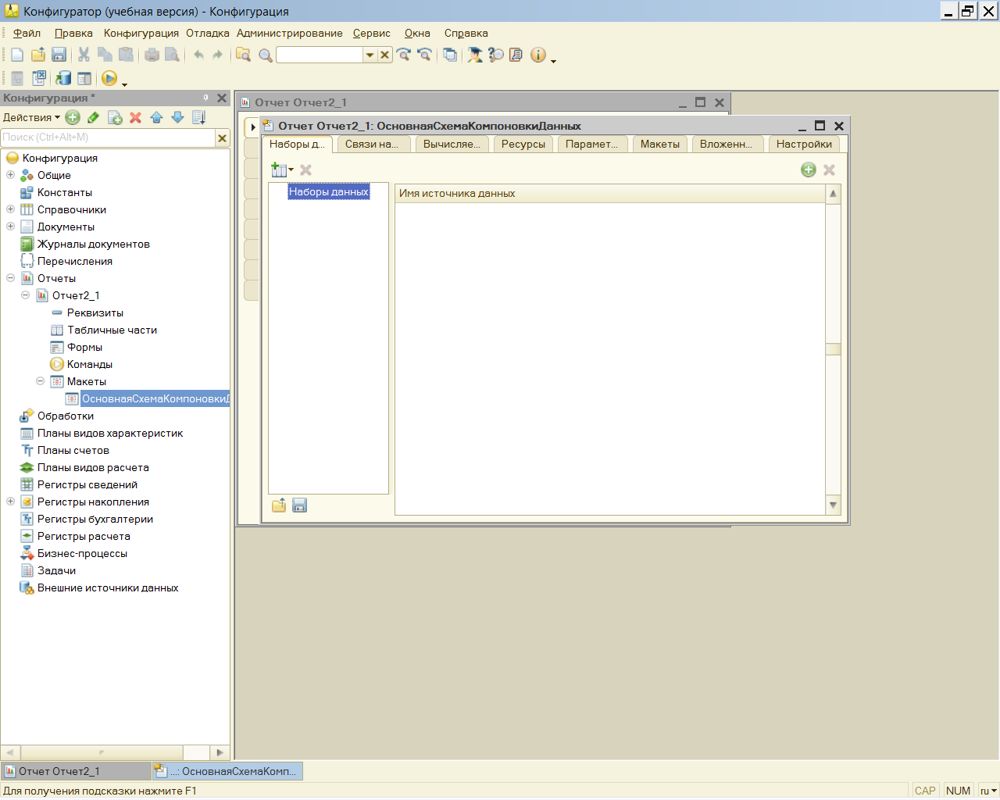 Конфигуратор (учебная версия) - Конфигурация
Файл Правка Конфигурация Отладка Администрирование Сервис Окна Справка
Конфигурация *
Действия
Поиск (Ctrl+Alt+M)
Конфигурация
Общие
Константы
Справочники
Документы
Журналы документов
Перечисления
Отчеты
Отчет2_1
Реквизиты
Табличные части
Формы
Команды
Макеты
ОсновнаяСхемаКомпоновкиД
Обработки
Планы видов характеристик
Планы счетов
Планы видов расчета
Регистры сведений
Регистры накопления
Регистры бухгалтерии
Регистры расчета
Бизнес-процессы
Задачи
Внешние источники данных
Отчет Отчет2_1
Отчет Отчет2_1: ОсновнаяСхемаКомпоновкиДанных
Наборы д... Связи на... Вычисляе... Ресурсы Парамет... Макеты Вложенн... Настройки
Наборы данных
Имя источника данных
Отчет Отчет2_1
...: ОсновнаяСхемаКомп...
Для получения подсказки нажмите F1
CAP NUM ru